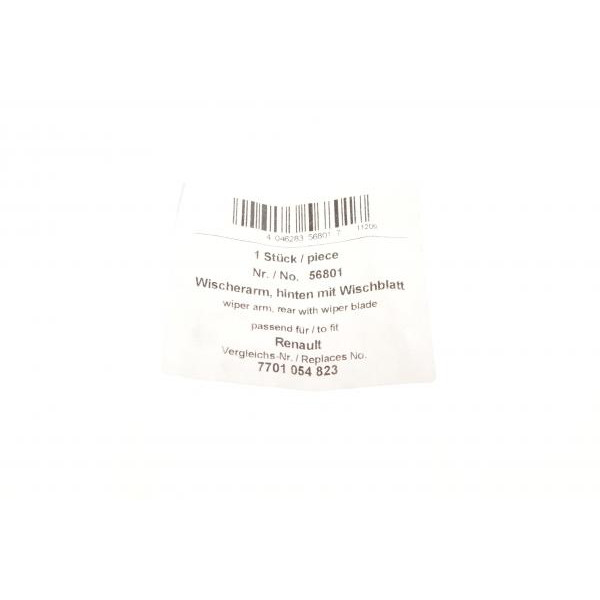 4 046283 56801 7
11206
1 Stück / piece
Nr. / No. 56801
Wischerarm, hinten mit Wischblatt
wiper arm, rear with wiper blade
passend für / to fit
Renault
Vergleichs-Nr. / Replaces No.
7701 054 823